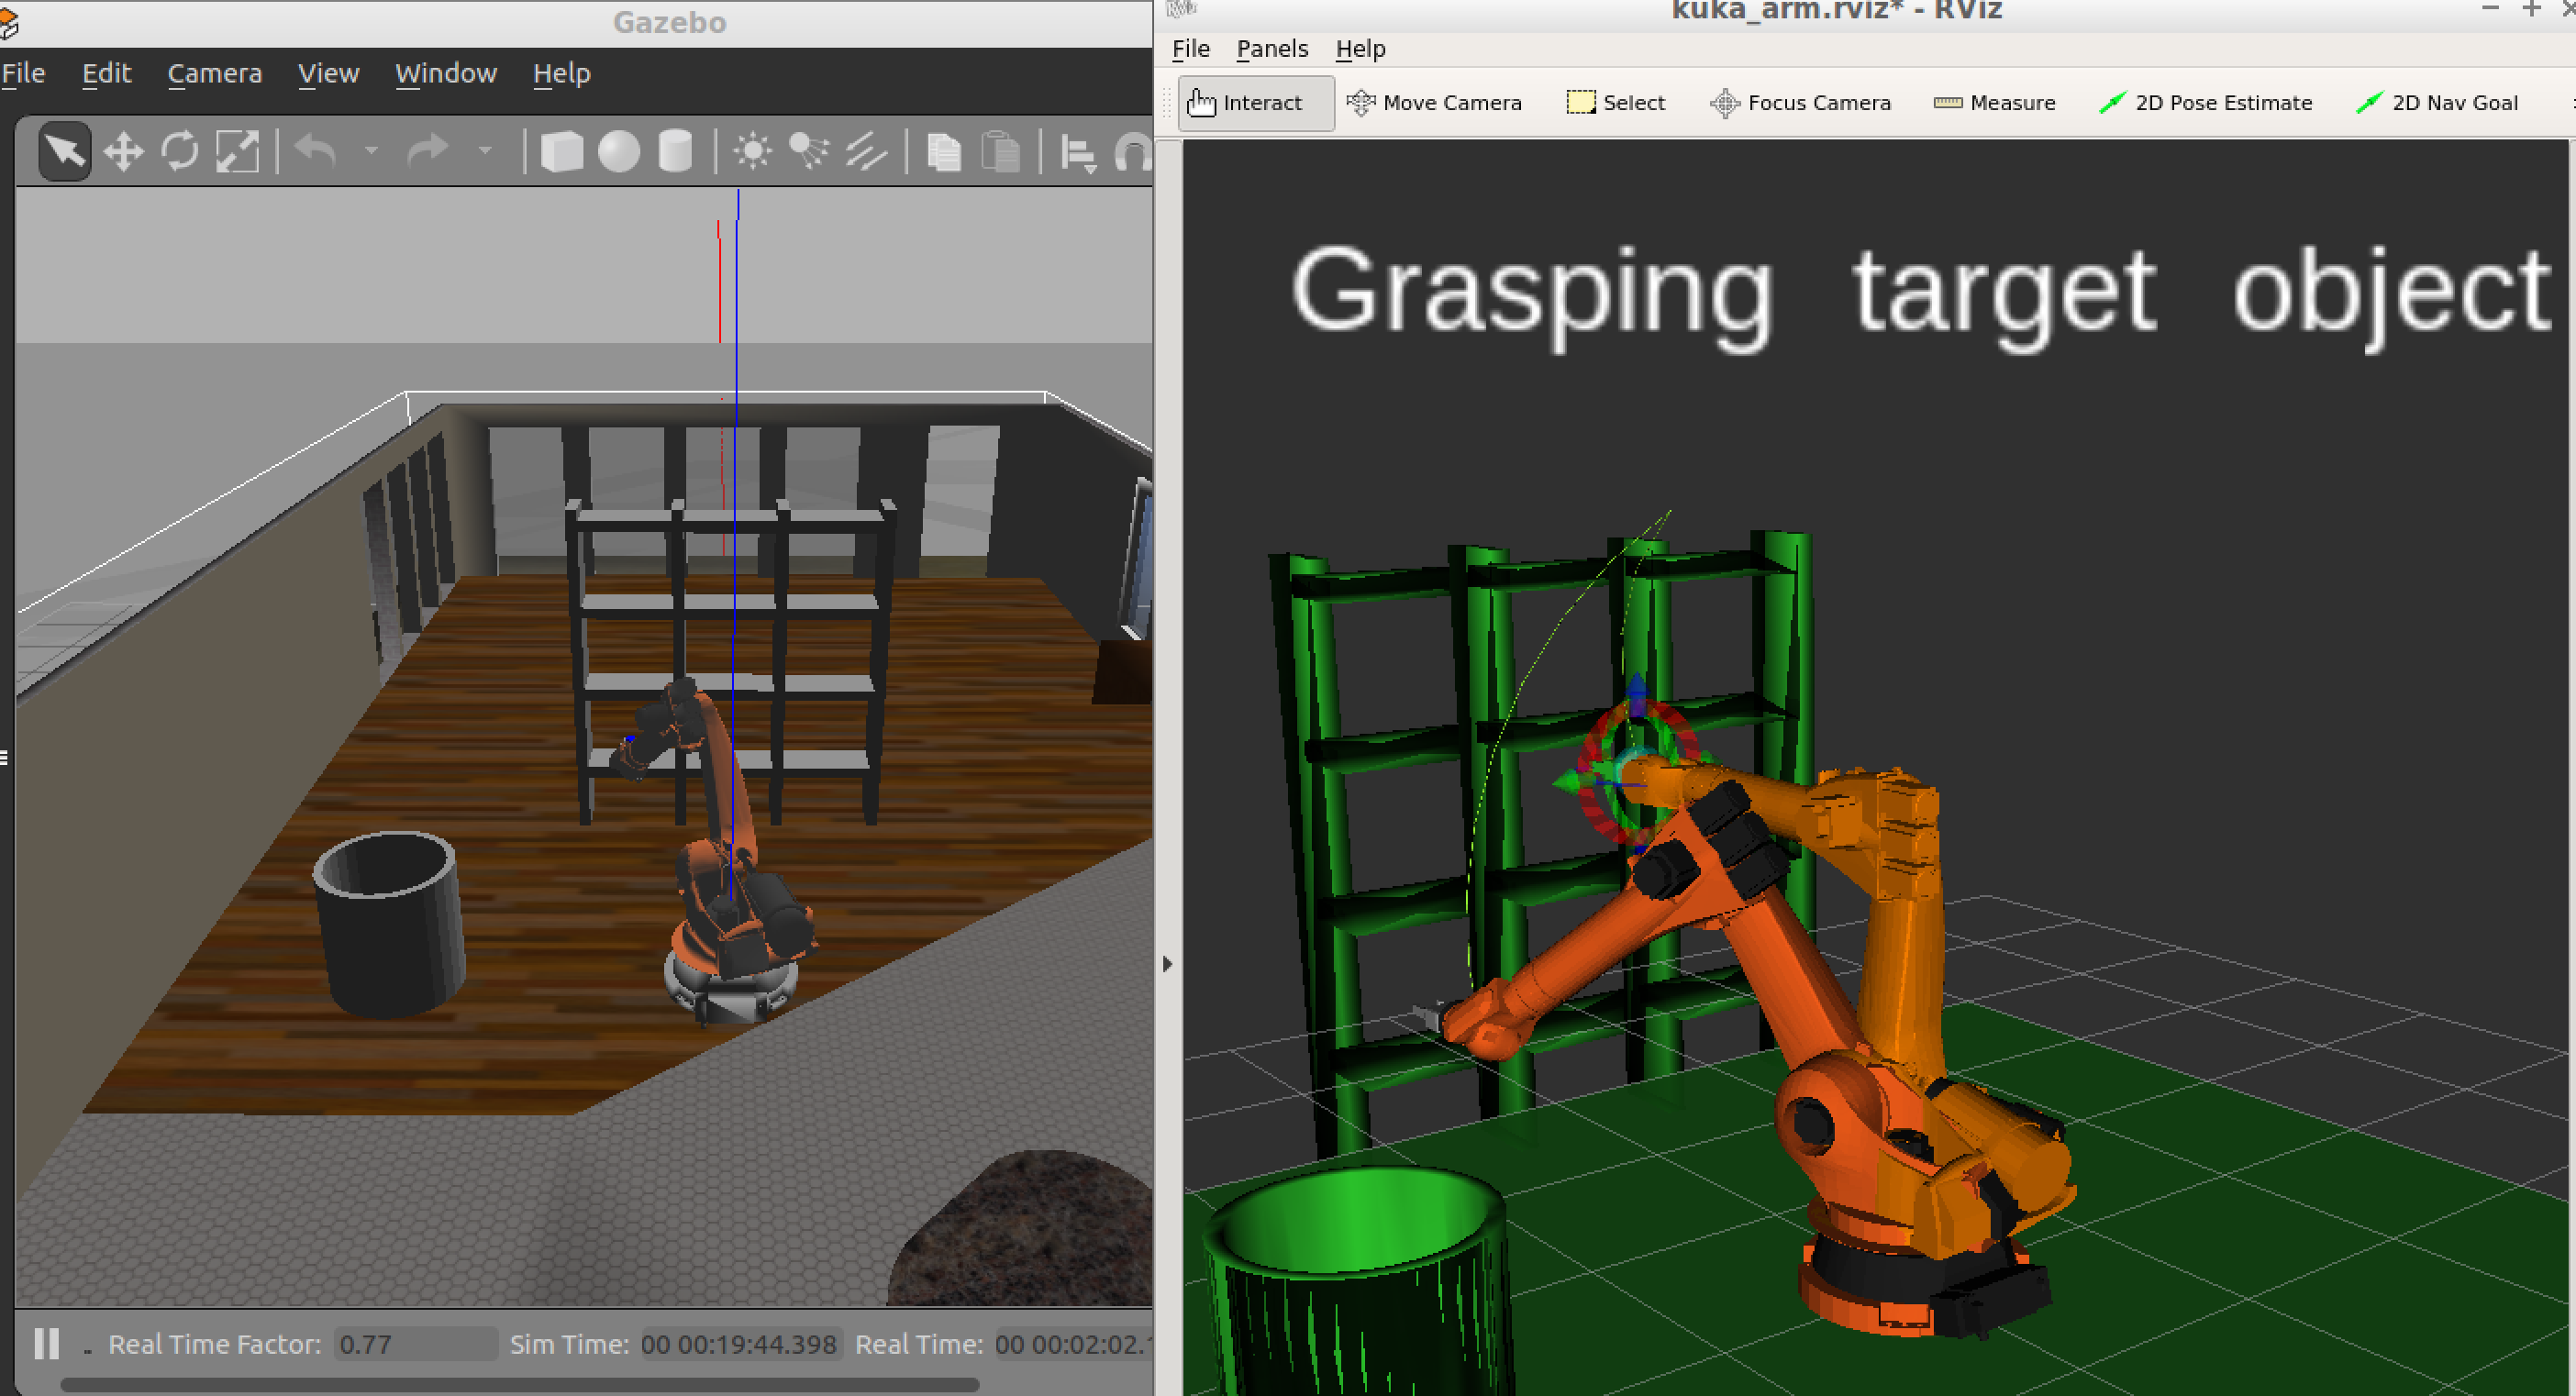 Gazebo
File Edit Camera View Window Help
Real Time Factor: 0.77 Sim Time: 00 00:19:44.398 Real Time: 00 00:02:02.
kuka_arm.rviz* - RViz
File Panels Help
Interact Move Camera Select Focus Camera Measure 2D Pose Estimate 2D Nav Goal
Grasping target object